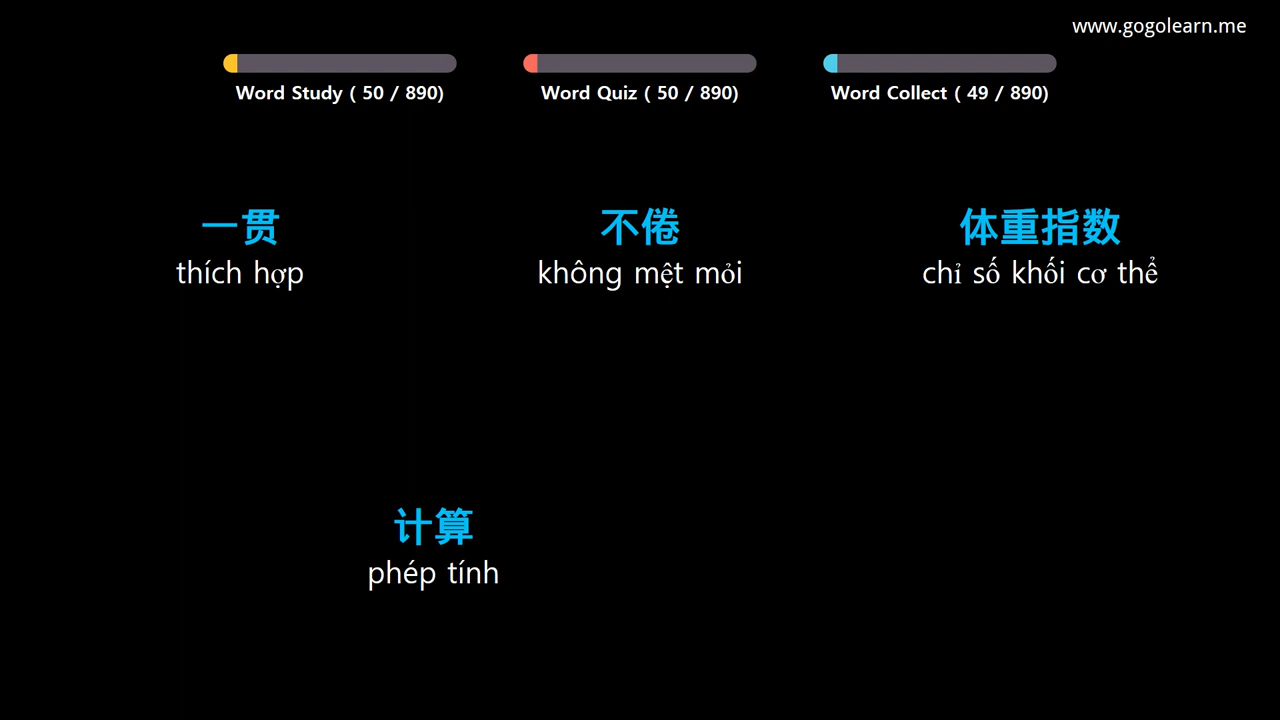 www.gogolearn.me
Word Study ( 50 / 890)
Word Quiz ( 50 / 890)
Word Collect ( 49 / 890)
一贯
thích hợp
不倦
không mệt mỏi
体重指数
chỉ số khối cơ thể
计算
phép tính